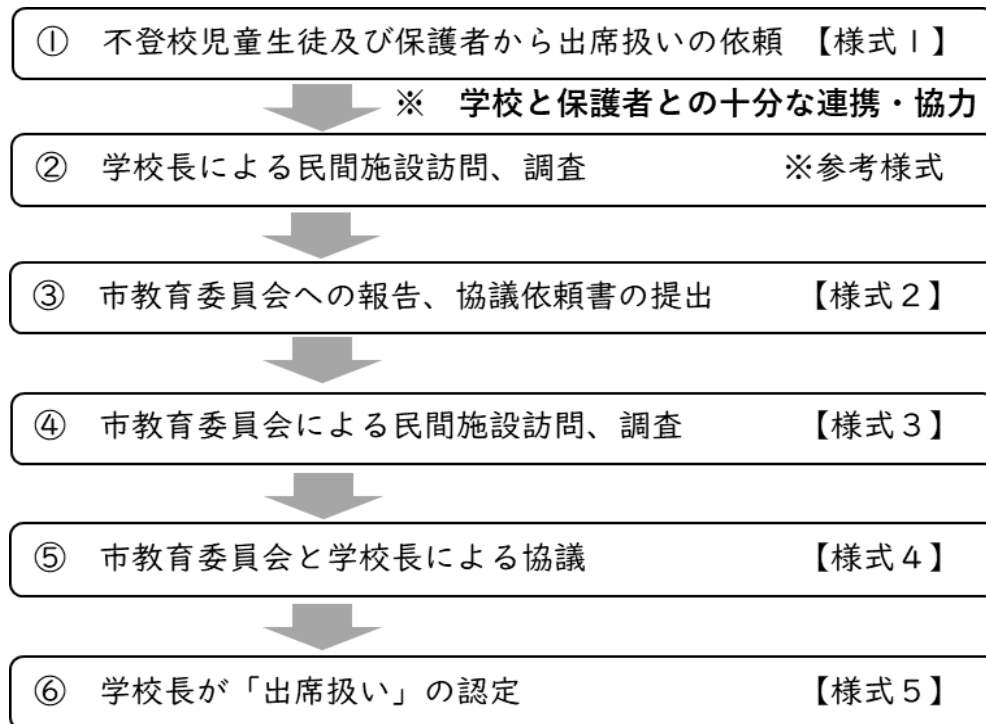 ① 不登校児童生徒及び保護者から出席扱いの依頼 【様式１】
※ 学校と保護者との十分な連携・協力
② 学校長による民間施設訪問、調査 ※参考様式
③ 市教育委員会への報告、協議依頼書の提出 【様式２】
④ 市教育委員会による民間施設訪問、調査 【様式３】
⑤ 市教育委員会と学校長による協議 【様式４】
⑥ 学校長が「出席扱い」の認定 【様式５】